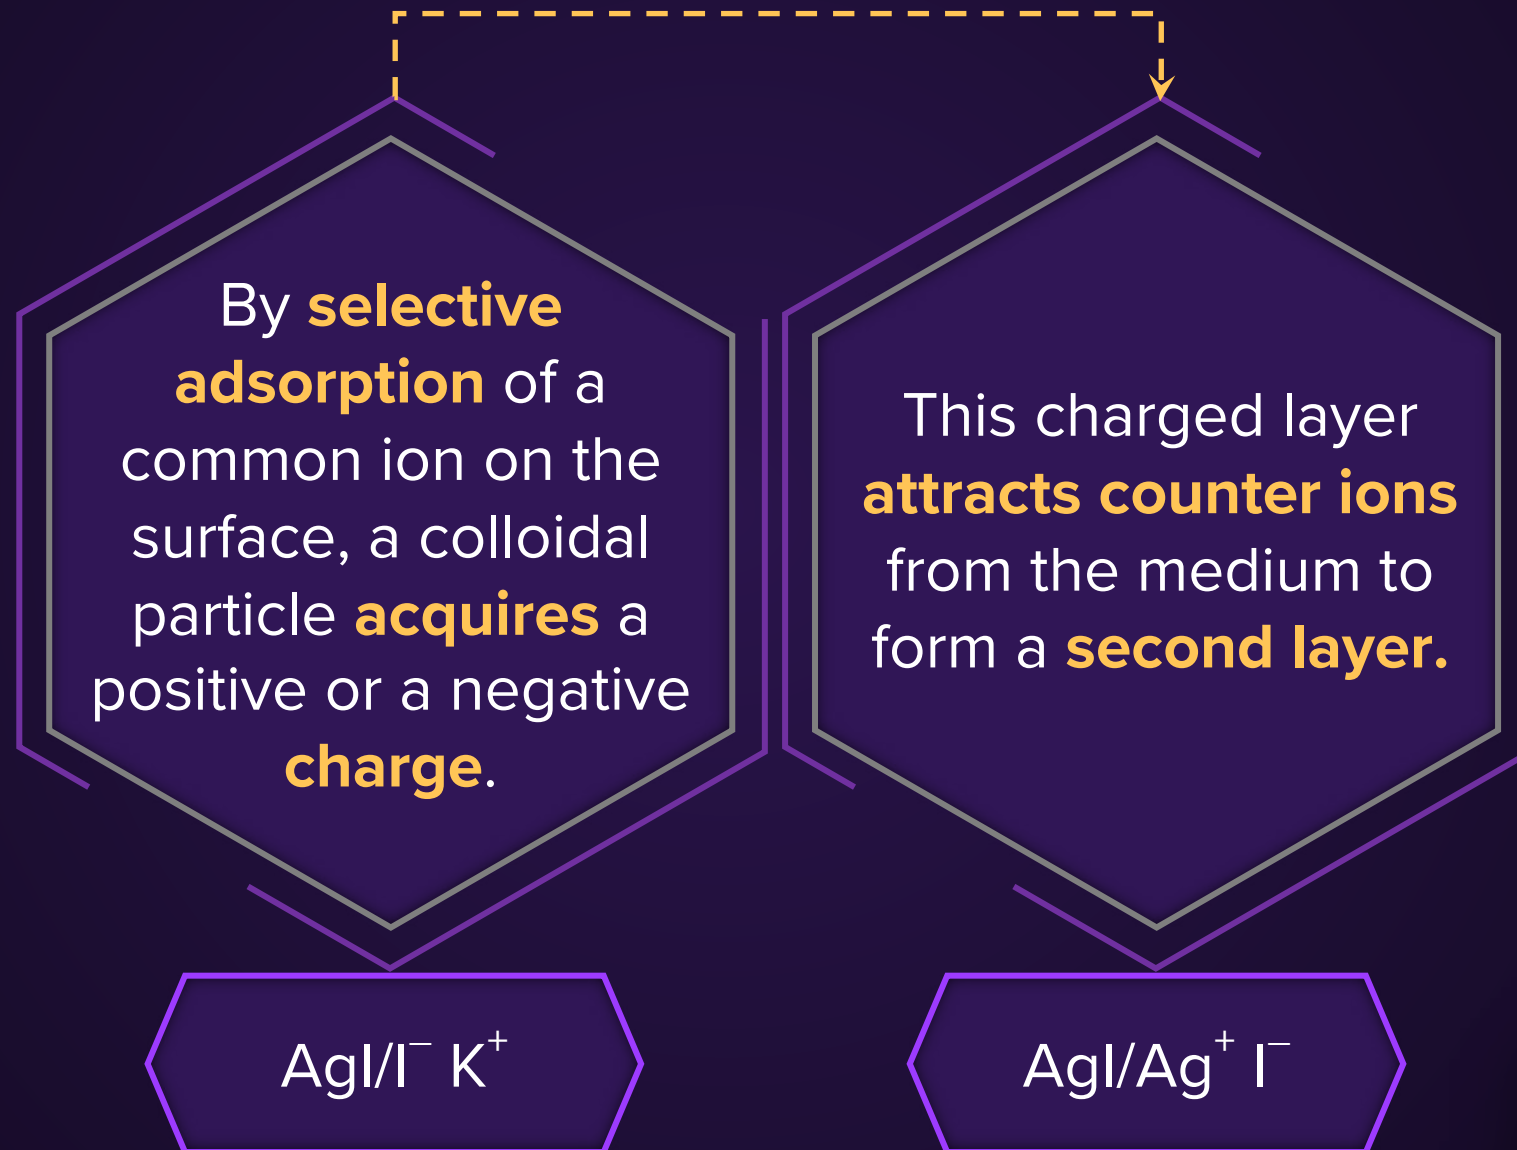 By selective
adsorption of a
common ion on the
surface, a colloidal
particle acquires a
positive or a negative
charge.
This charged layer
attracts counter ions
from the medium to
form a second layer.
AgI/I⁻ K⁺
AgI/Ag⁺ I⁻